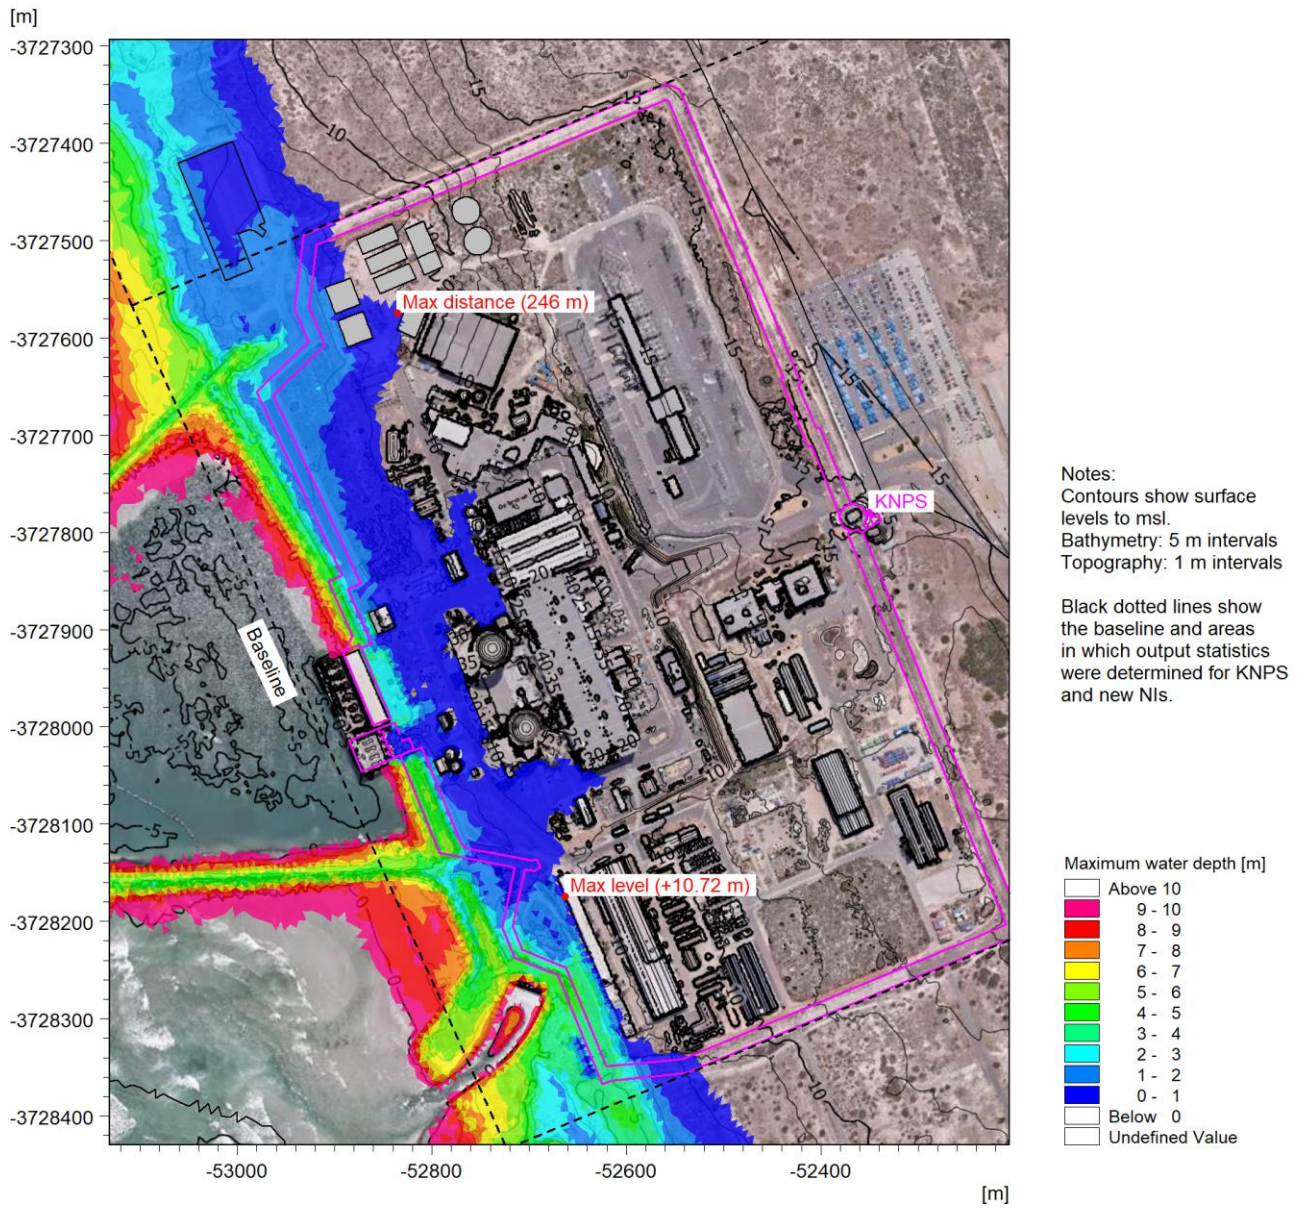 [m]
-3727300
-3727400
-3727500
-3727600
-3727700
-3727800
-3727900
-3728000
-3728100
-3728200
-3728300
-3728400
-53000
-52800
-52600
-52400
[m]
15
10
15
Max distance (246 m)
KNPS
Baseline
Max level (+10.72 m)
Notes:
Contours show surface
levels to msl.
Bathymetry: 5 m intervals
Topography: 1 m intervals
Black dotted lines show
the baseline and areas
in which output statistics
were determined for KNPS
and new NIs.
Maximum water depth [m]
Above 10
9 - 10
8 - 9
7 - 8
6 - 7
5 - 6
4 - 5
3 - 4
2 - 3
1 - 2
0 - 1
Below 0
Undefined Value